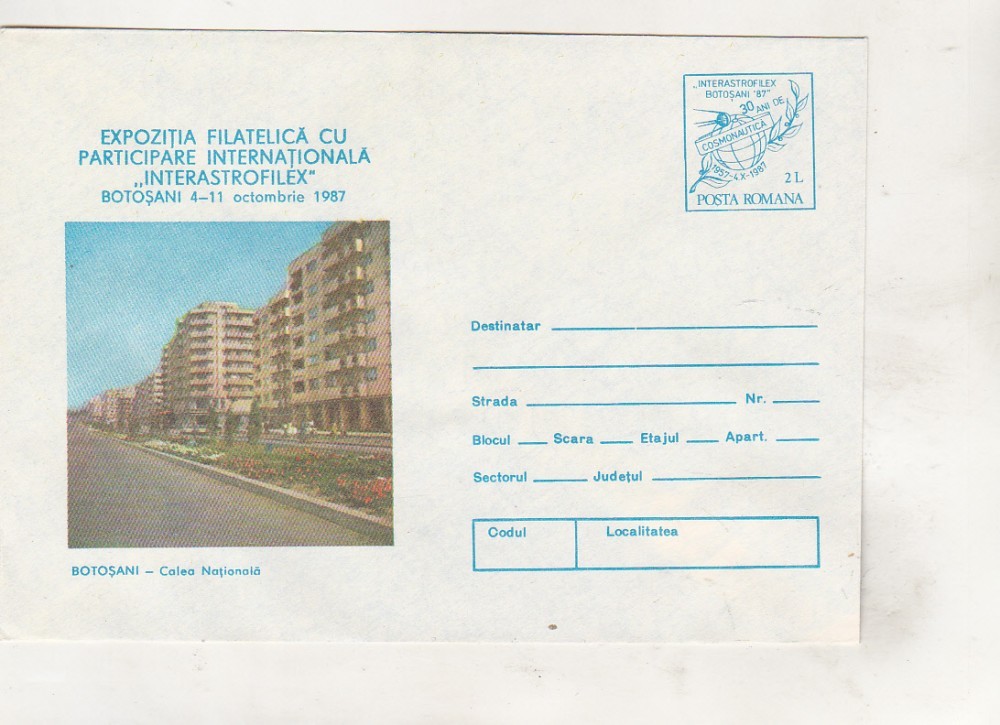 EXPOZIȚIA FILATELICĂ CU
PARTICIPARE INTERNAȚIONALĂ
„INTERASTROFILEX"
BOTOȘANI 4–11 octombrie 1987
BOTOȘANI – Calea Națională
„INTERASTROFILEX
BOTOȘANI '87"
30 ANI DE
COSMONAUTICA
1957-4.X-1987
2 L
POSTA ROMANA
Destinatar
Strada Nr.
Blocul Scara Etajul Apart.
Sectorul Județul
Codul Localitatea